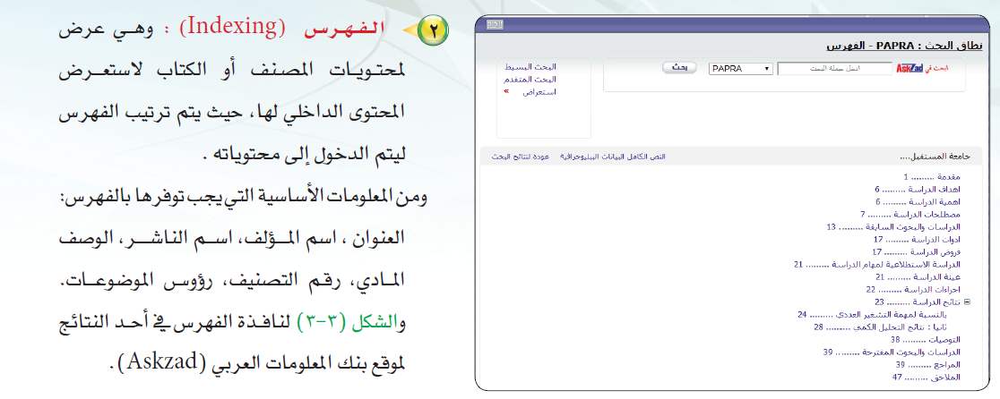 نطاق البحث : PAPRA - الفهرس
ابحث في AskZad
ادخل جملة البحث
PAPRA
بحث
البحث البسيط
البحث المتقدم
استعراض »
جامعة المستقبل....
النص الكامل البيانات الببليوجرافية عودة لنتائج البحث
مقدمة ......... 1
اهداف الدراسة ......... 6
اهمية الدراسة ......... 6
مصطلحات الدراسة ......... 7
الدراسات والبحوث السابقة ......... 13
ادوات الدراسة ......... 17
فروض الدراسة ......... 17
الدراسة الاستطلاعية لمهام الدراسة ......... 21
عينة الدراسة ......... 21
اجراءات الدراسة ......... 22
نتائج الدراسة ......... 23
بالنسبة لمهمة التشغير العددي ......... 24
ثانيا : نتائج التحليل الكمي ......... 28
التوصيات ......... 38
الدراسات والبحوث المقترحة ......... 39
المراجع ......... 39
الملاحق ......... 47
٢ الفهرس (Indexing) : وهي عرض
لمحتويات المصنف أو الكتاب لاستعرض
المحتوى الداخلي لها، حيث يتم ترتيب الفهرس
ليتم الدخول إلى محتوياته .
ومن المعلومات الأساسية التي يجب توفرها بالفهرس:
العنوان ، اسم المؤلف، اسم الناشر، الوصف
المادي، رقم التصنيف، رؤوس الموضوعات.
والشكل (٣-٣) لنافذة الفهرس في أحد النتائج
لموقع بنك المعلومات العربي (Askzad).